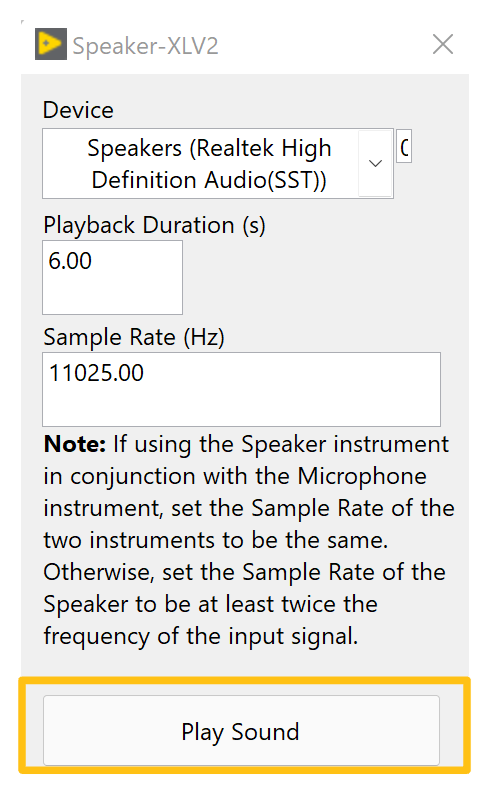 Speaker-XLV2
Device
Speakers (Realtek High
Definition Audio(SST))
Playback Duration (s)
6.00
Sample Rate (Hz)
11025.00
Note: If using the Speaker instrument
in conjunction with the Microphone
instrument, set the Sample Rate of the
two instruments to be the same.
Otherwise, set the Sample Rate of the
Speaker to be at least twice the
frequency of the input signal.
Play Sound